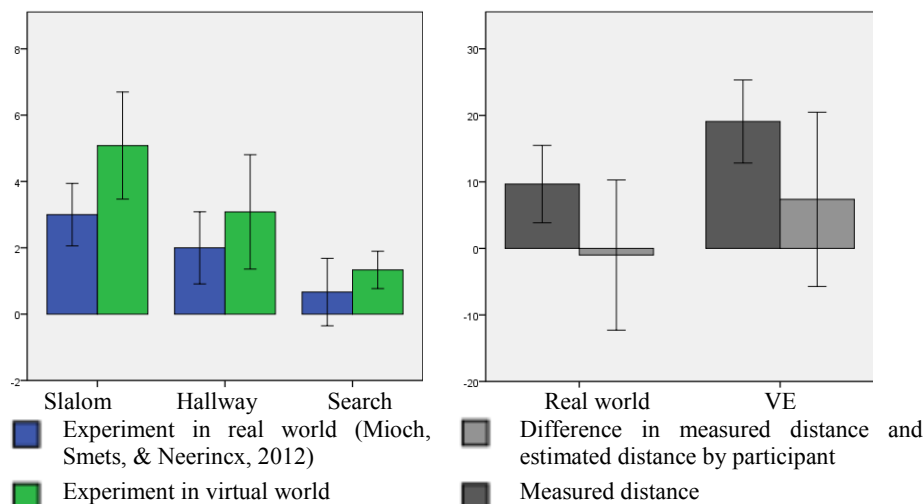 8
6
4
2
0
-2
Slalom Hallway Search
30
20
10
0
-10
-20
Real world VE
Experiment in real world (Mioch,
Smets, & Neerincx, 2012)
Experiment in virtual world
Difference in measured distance and
estimated distance by participant
Measured distance